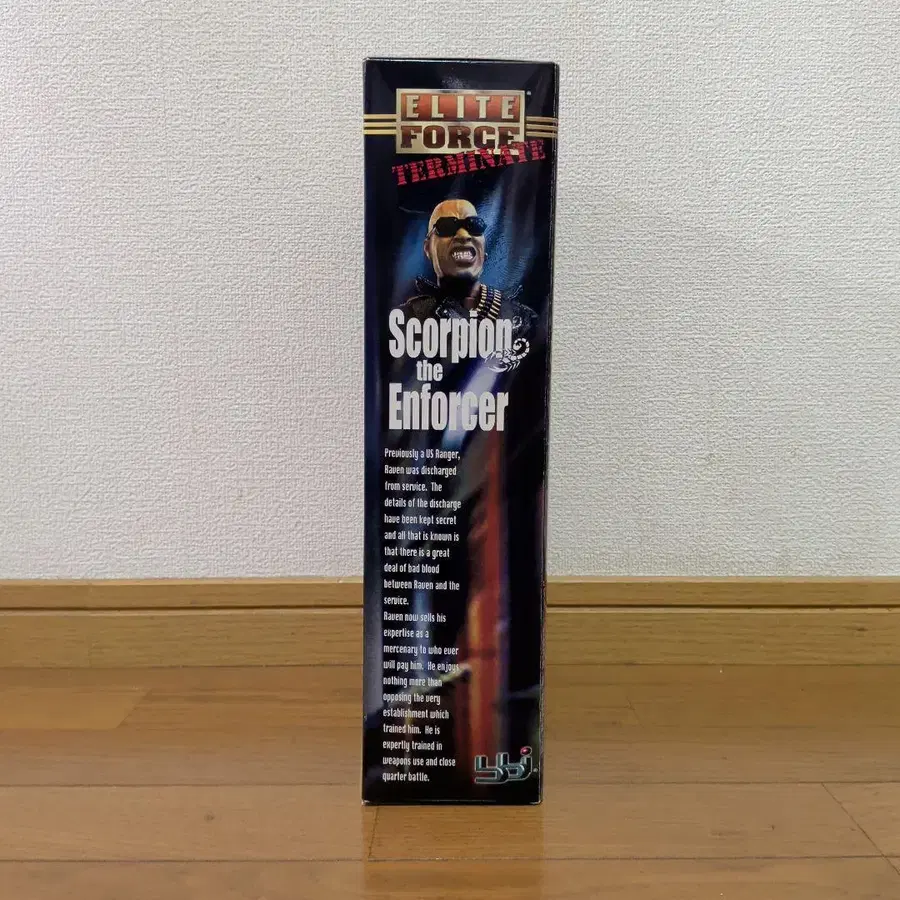 ELITE
FORCE
TERMINATE
Scorpion
the
Enforcer
Previously a US Ranger,
Raven was discharged
from service. The
details of the discharge
have been kept secret
and all that is known is
that there is a great
deal of bad blood
between Raven and the
service.
Raven now sells his
expertise as a
mercenary to who ever
will pay him. He enjoys
nothing more than
opposing the very
establishment which
trained him. He is
expertly trained in
weapons use and close
quarter battle.
bbi